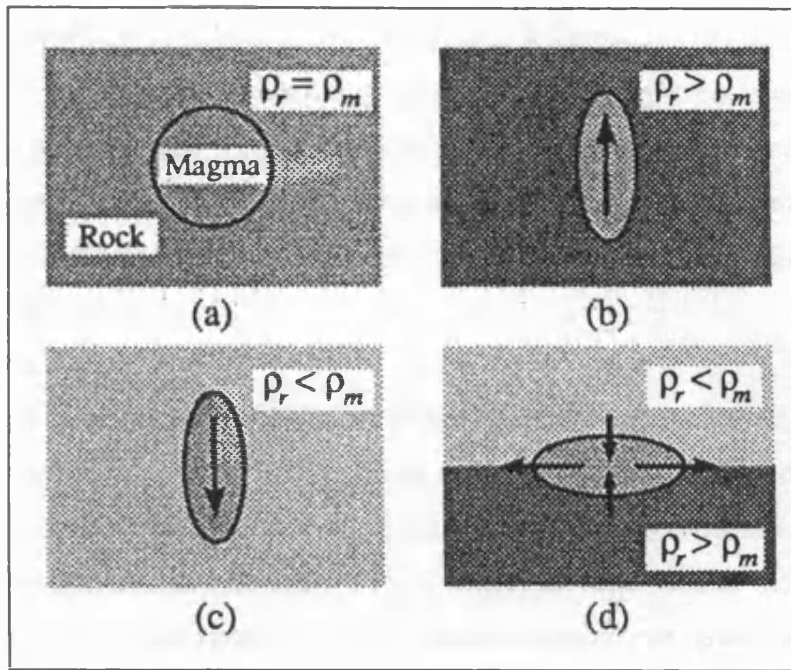 ρr = ρm
Magma
Rock
(a)
ρr > ρm
(b)
ρr < ρm
(c)
ρr < ρm
ρr > ρm
(d)